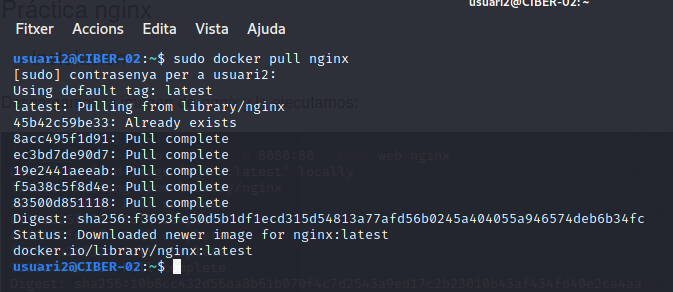 Práctica nginx
usuari2@CIBER-02:~
Fitxer Accions Edita Vista Ajuda
usuari2@CIBER-02:~$ sudo docker pull nginx
[sudo] contrasenya per a usuari2:
Using default tag: latest
latest: Pulling from library/nginx
45b42c59be33: Already exists
8acc495f1d91: Pull complete
ec3bd7de90d7: Pull complete
19e2441aeeab: Pull complete
f5a38c5f8d4e: Pull complete
83500d851118: Pull complete
Digest: sha256:f3693fe50d5b1df1ecd315d54813a77afd56b0245a404055a946574deb6b34fc
Status: Downloaded newer image for nginx:latest
docker.io/library/nginx:latest
usuari2@CIBER-02:~$